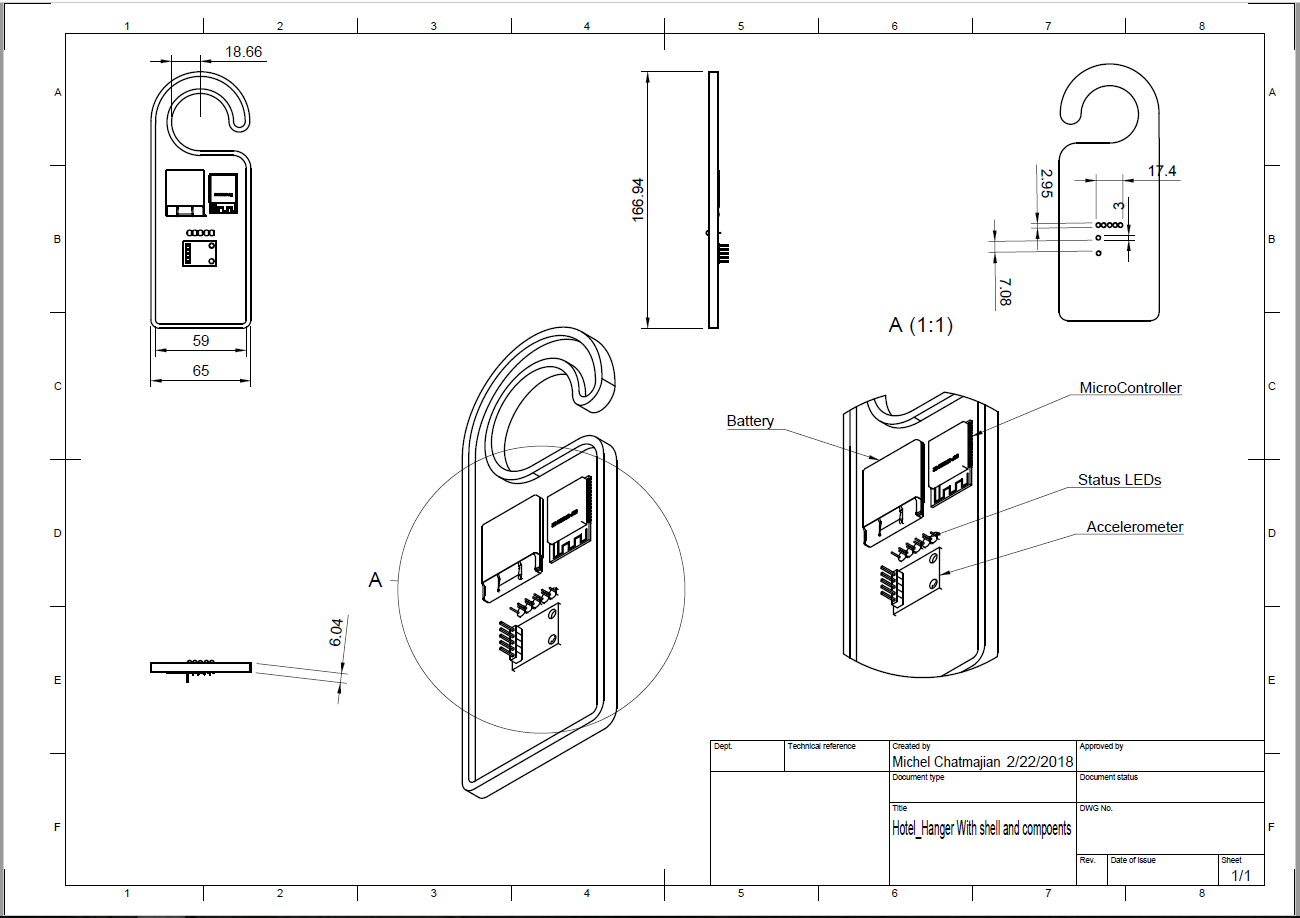 1 2 3 4 5 6 7 8
18.66
A A
166.94
2.95
17.4
3
B B
7.08
A (1:1)
59
65
C C
MicroController
Battery
Status LEDs
D D
Accelerometer
A
6.04
E E
Dept.
Technical reference
Created by
Approved by
Michel Chatmajian 2/22/2018
Document type
Document status
Title
DWG No.
Hotel_Hanger With shell and compoents
F F
Rev.
Date of issue
Sheet
1/1
1 2 3 4 5 6 7 8